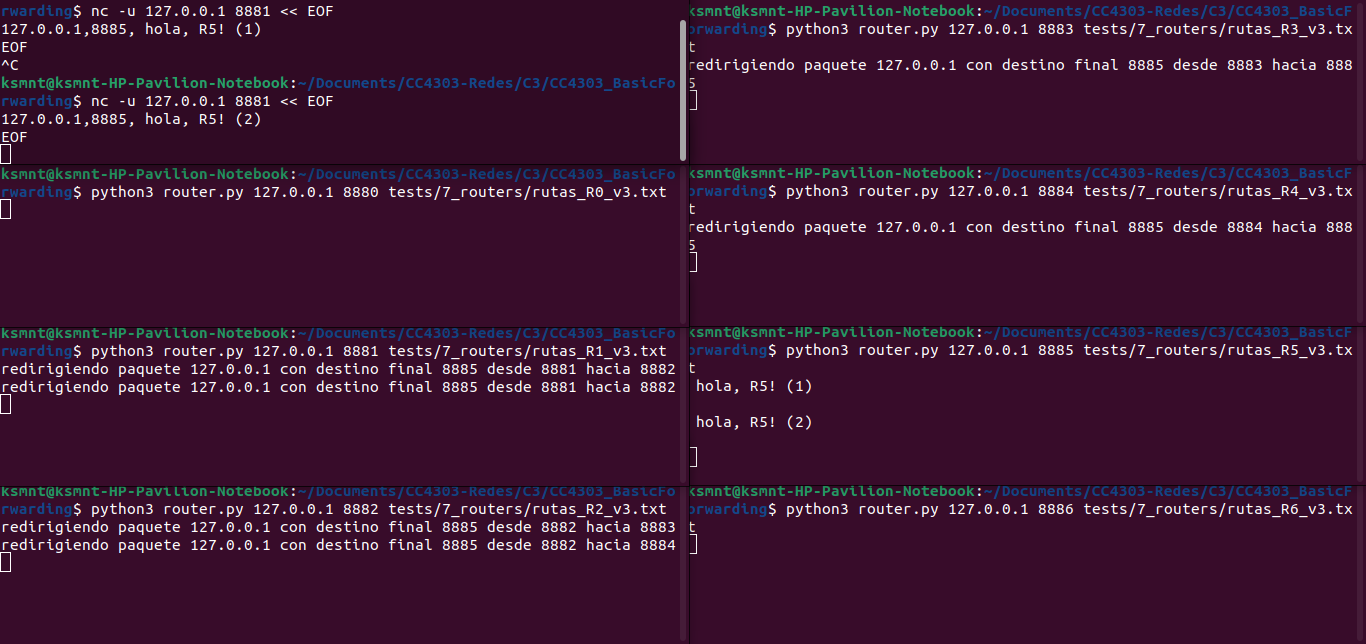 rwarding$ nc -u 127.0.0.1 8881 << EOF
127.0.0.1,8885, hola, R5! (1)
EOF
^C
ksmnt@ksmnt-HP-Pavilion-Notebook:~/Documents/CC4303-Redes/C3/CC4303_BasicFo
rwarding$ nc -u 127.0.0.1 8881 << EOF
127.0.0.1,8885, hola, R5! (2)
EOF
ksmnt@ksmnt-HP-Pavilion-Notebook:~/Documents/CC4303-Redes/C3/CC4303_BasicFo
rwarding$ python3 router.py 127.0.0.1 8880 tests/7_routers/rutas_R0_v3.txt
ksmnt@ksmnt-HP-Pavilion-Notebook:~/Documents/CC4303-Redes/C3/CC4303_BasicFo
rwarding$ python3 router.py 127.0.0.1 8881 tests/7_routers/rutas_R1_v3.txt
redirigiendo paquete 127.0.0.1 con destino final 8885 desde 8881 hacia 8882
redirigiendo paquete 127.0.0.1 con destino final 8885 desde 8881 hacia 8882
ksmnt@ksmnt-HP-Pavilion-Notebook:~/Documents/CC4303-Redes/C3/CC4303_BasicFo
rwarding$ python3 router.py 127.0.0.1 8882 tests/7_routers/rutas_R2_v3.txt
redirigiendo paquete 127.0.0.1 con destino final 8885 desde 8882 hacia 8883
redirigiendo paquete 127.0.0.1 con destino final 8885 desde 8882 hacia 8884
ksmnt@ksmnt-HP-Pavilion-Notebook:~/Documents/CC4303-Redes/C3/CC4303_BasicF
orwarding$ python3 router.py 127.0.0.1 8883 tests/7_routers/rutas_R3_v3.tx
t
redirigiendo paquete 127.0.0.1 con destino final 8885 desde 8883 hacia 888
5
ksmnt@ksmnt-HP-Pavilion-Notebook:~/Documents/CC4303-Redes/C3/CC4303_BasicF
orwarding$ python3 router.py 127.0.0.1 8884 tests/7_routers/rutas_R4_v3.tx
t
redirigiendo paquete 127.0.0.1 con destino final 8885 desde 8884 hacia 888
5
ksmnt@ksmnt-HP-Pavilion-Notebook:~/Documents/CC4303-Redes/C3/CC4303_BasicF
orwarding$ python3 router.py 127.0.0.1 8885 tests/7_routers/rutas_R5_v3.tx
t
hola, R5! (1)
hola, R5! (2)
ksmnt@ksmnt-HP-Pavilion-Notebook:~/Documents/CC4303-Redes/C3/CC4303_BasicF
orwarding$ python3 router.py 127.0.0.1 8886 tests/7_routers/rutas_R6_v3.tx
t